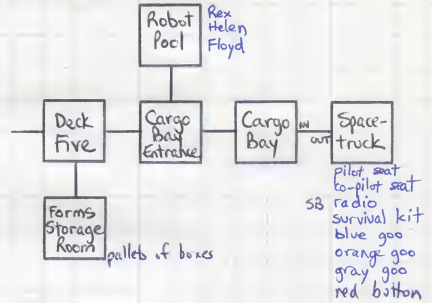 Robot
Pool
Rex
Helen
Floyd
Deck
Five
Cargo
Bay
Entrance
Cargo
Bay
IN
OUT
Space-
truck
Forms
Storage
Room
pallets of boxes
pilot seat
co-pilot seat
SB radio
survival kit
blue goo
orange goo
gray goo
red button